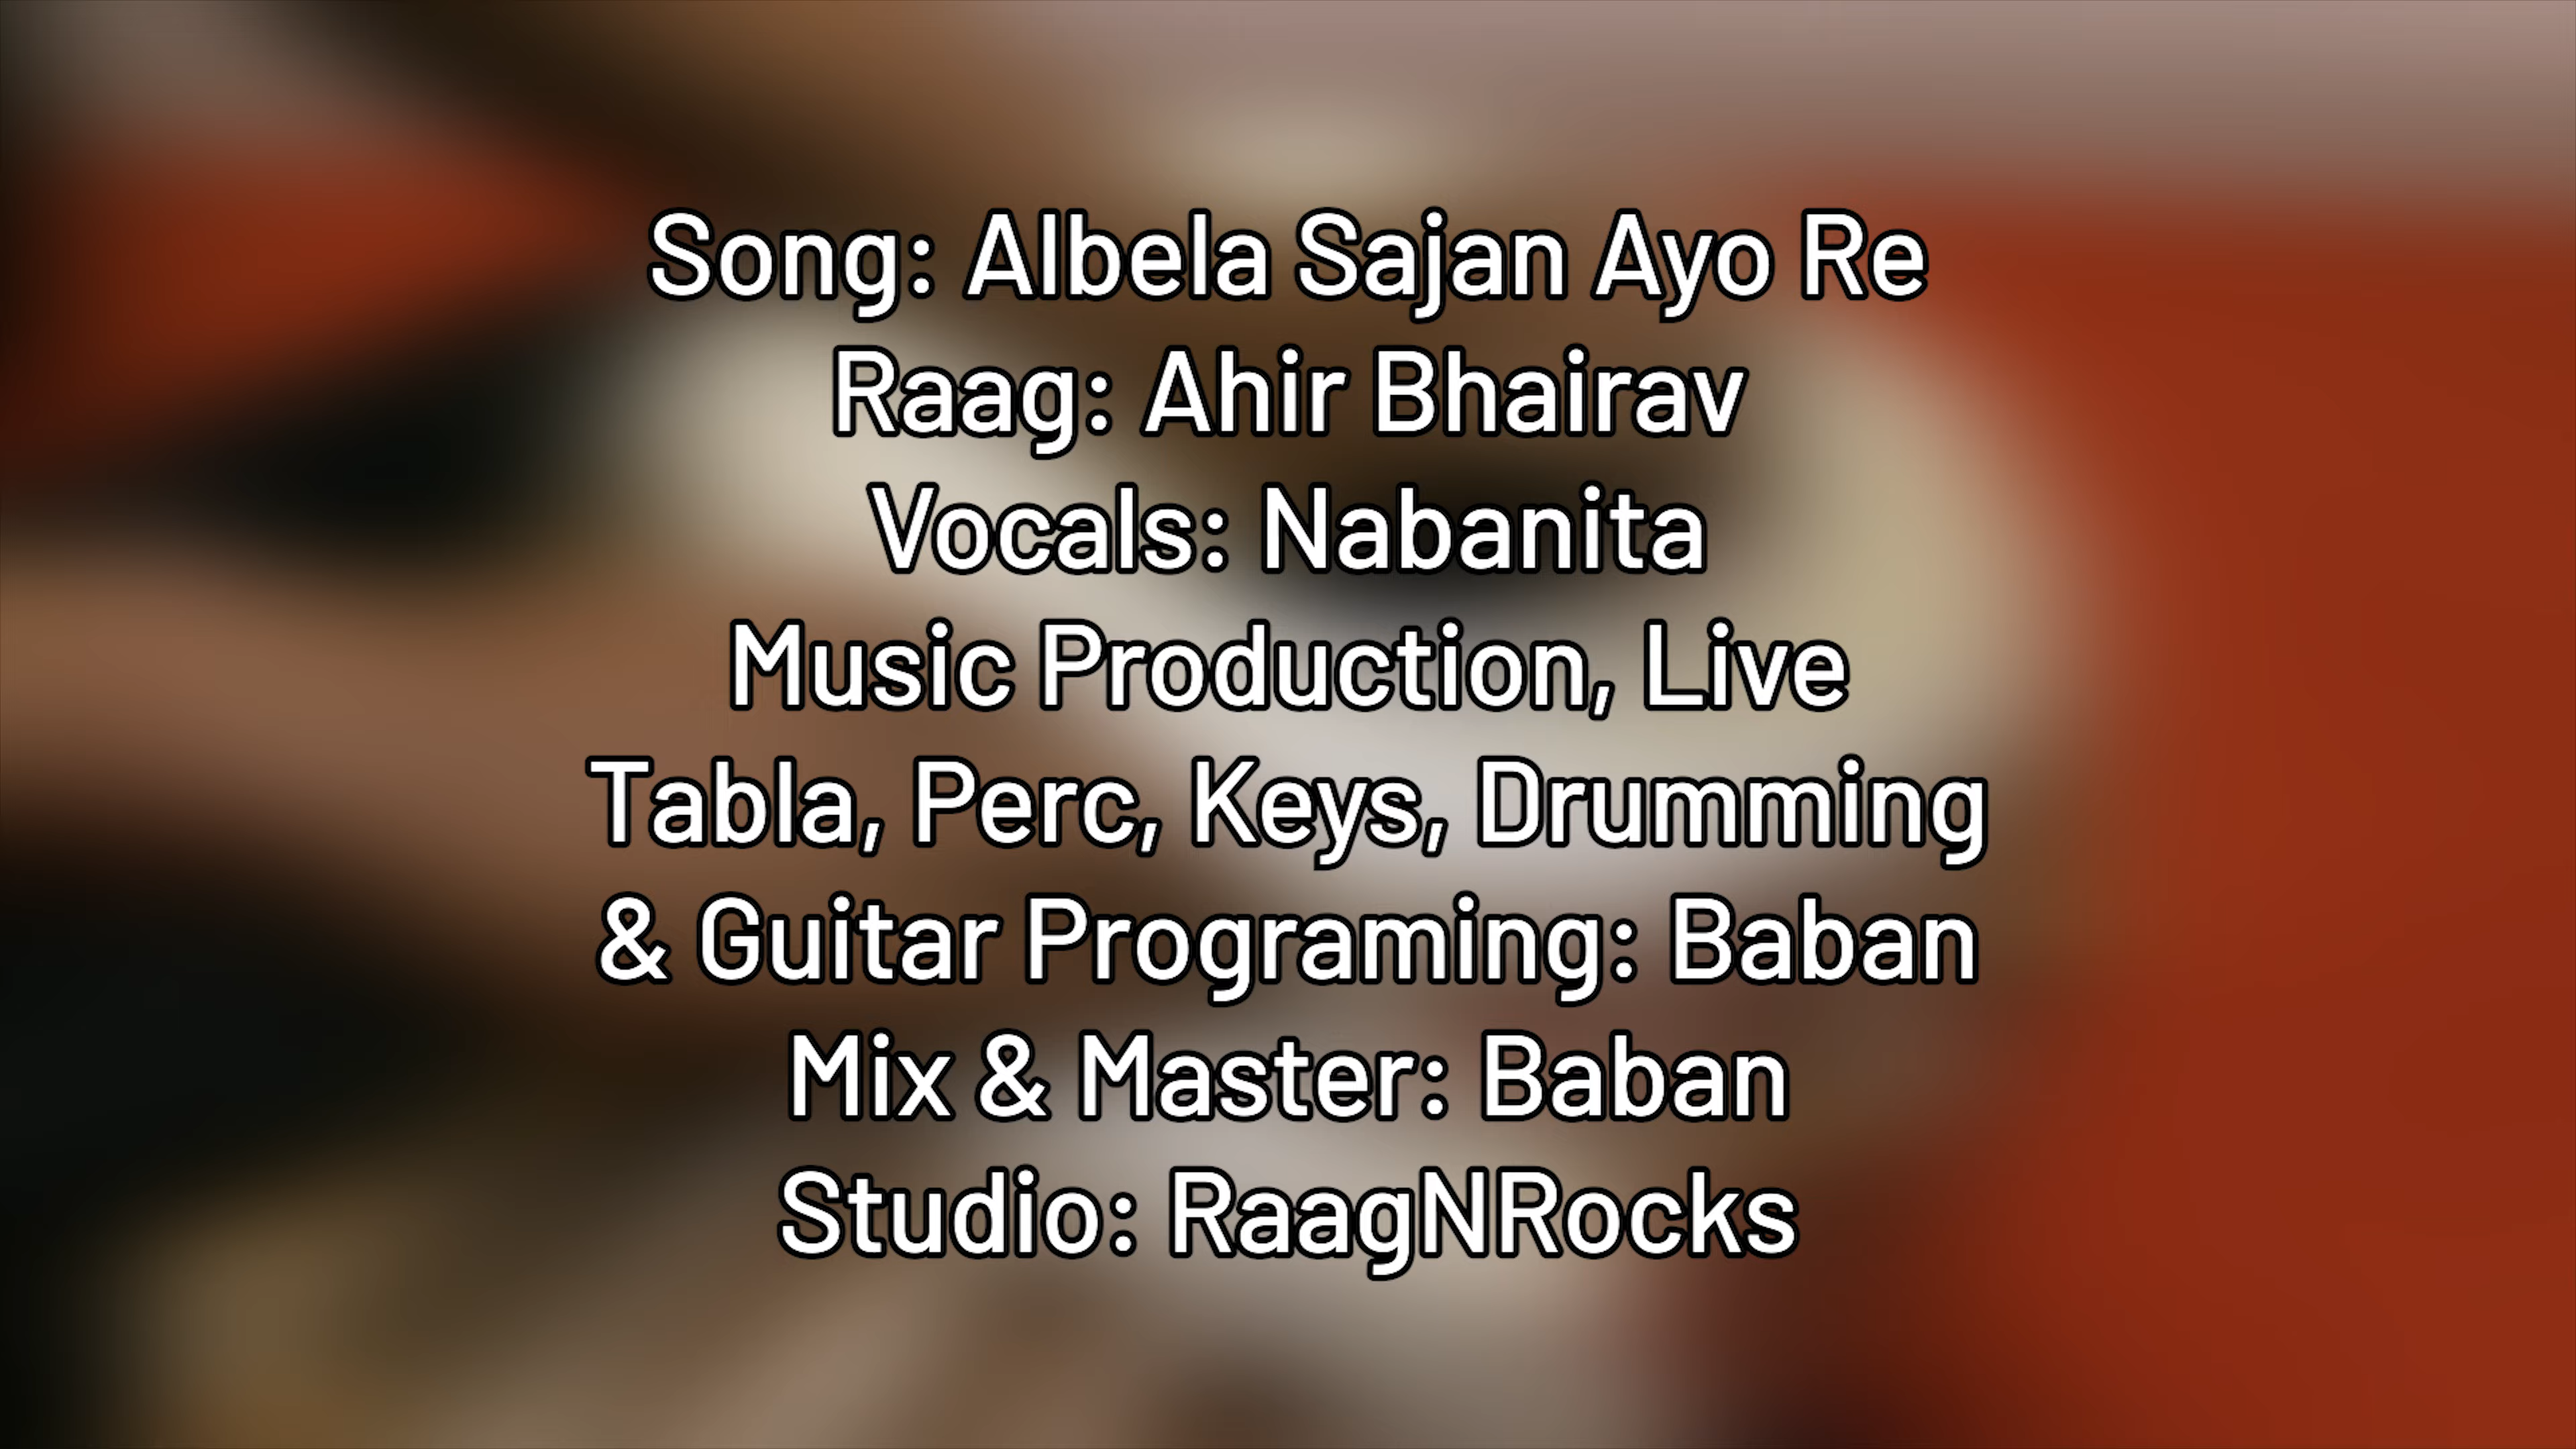 Song: Albela Sajan Ayo Re
Raag: Ahir Bhairav
Vocals: Nabanita
Music Production, Live
Tabla, Perc, Keys, Drumming
& Guitar Programing: Baban
Mix & Master: Baban
Studio: RaagNRocks